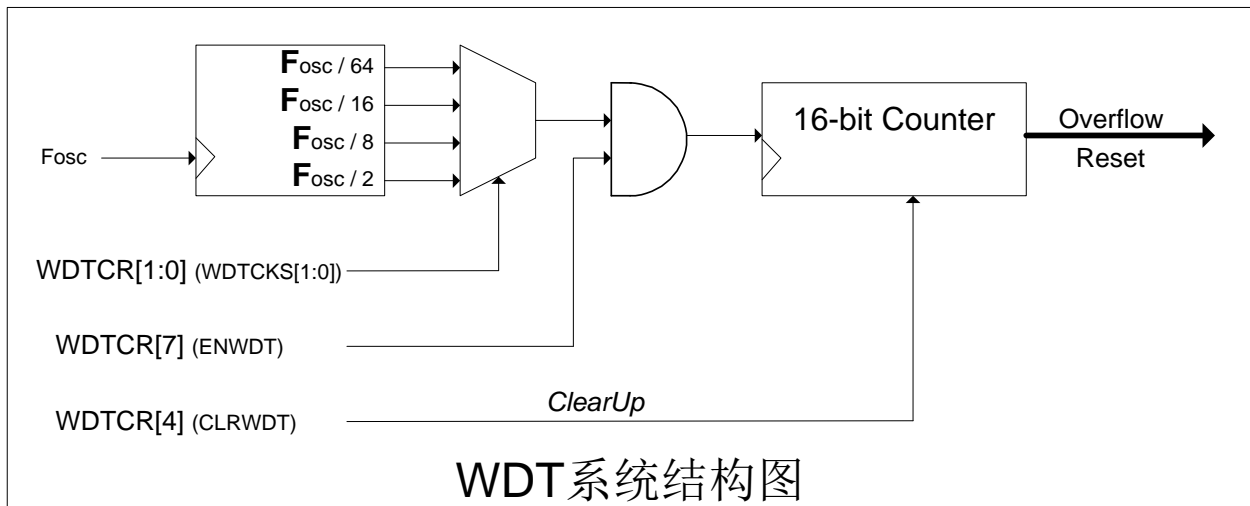 Fosc / 64
Fosc / 16
Fosc / 8
Fosc / 2
Fosc
16-bit Counter
Overflow
Reset
WDTCR[1:0] (WDTCKS[1:0])
WDTCR[7] (ENWDT)
WDTCR[4] (CLRWDT)
ClearUp
WDT系统结构图